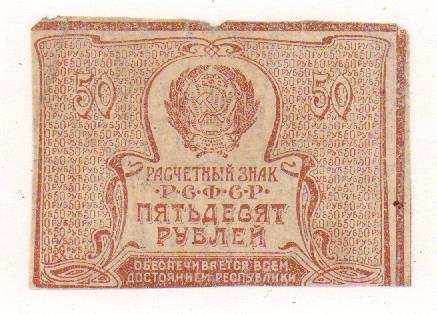 50 50
РАСЧЕТНЫЙ ЗНАК
Р·С·Ф·С·Р·
ПЯТЬДЕСЯТ
РУБЛЕЙ
ОБЕСПЕЧИВАЕТСЯ ВСЕМ
ДОСТОЯНИЕМ РЕСПУБЛИКИ